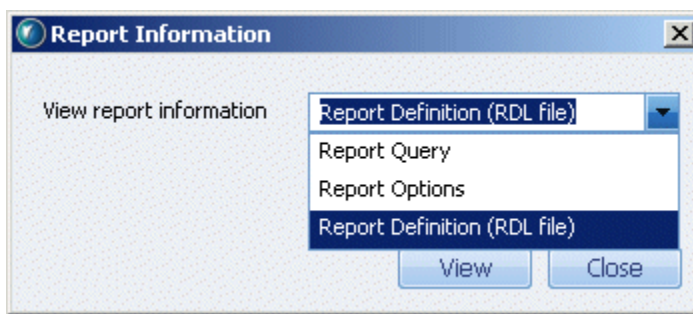 Report Information
View report information Report Definition (RDL file)
Report Query
Report Options
Report Definition (RDL file)
View Close